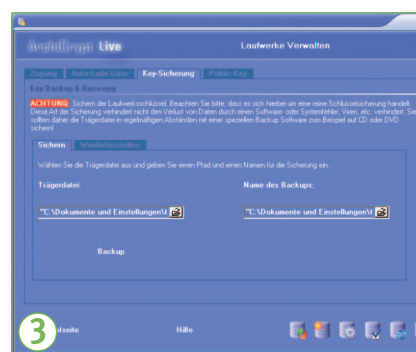 ArchiCrypt Live
Laufwerke Verwalten
Zugang Auto-Lade-Liste Key-Sicherung Public-Key
Key Backup & Recovery
ACHTUNG Sichern der Laufwerksschlüssel. Beachten Sie bitte, dass es sich hierbei um eine reine Schlüsselsicherung handelt.
Diese Art der Sicherung verhindert nicht den Verlust von Daten durch einen Software- oder Systemfehler, Viren, etc. verhindert. Sie
sollten daher die Trägerdatei in regelmäßigen Abständen mit einer speziellen Backup Software zum Beispiel auf CD oder DVD
sichern!
Sichern Wiederherstellen
Wählen Sie die Trägerdatei aus und geben Sie einen Pfad und einen Namen für die Sicherung ein.
Trägerdatei: Name des Backups:
"C:\Dokumente und Einstellungen\t "C:\Dokumente und Einstellungen\t
Backup
3 tseite Hilfe